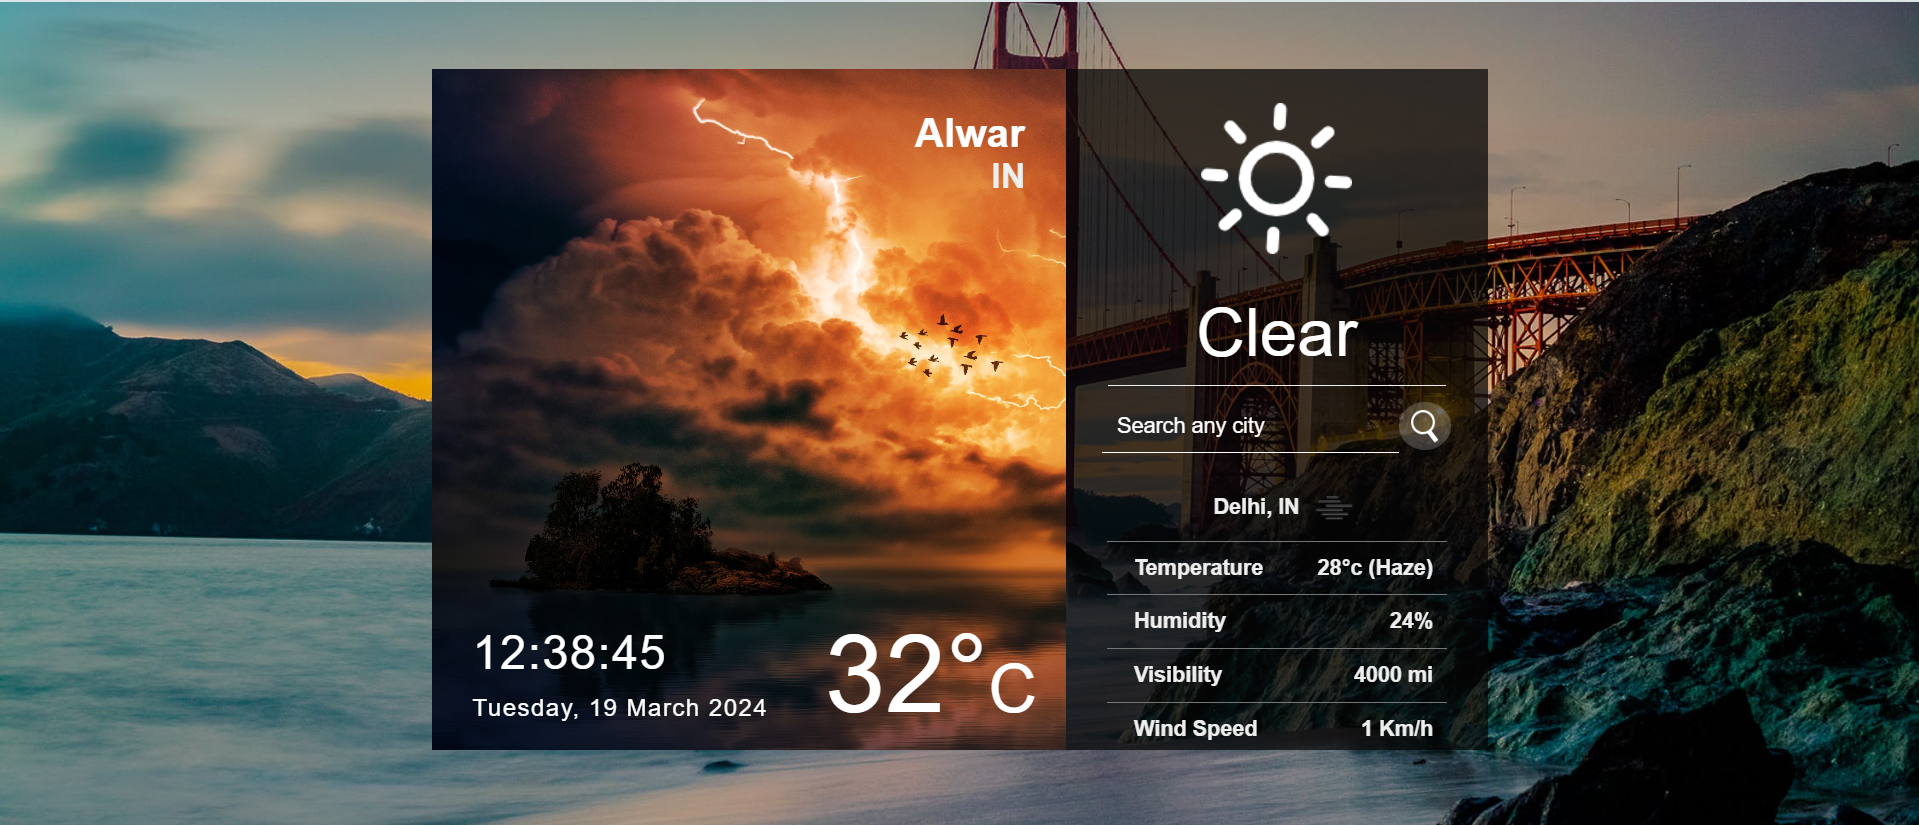 Alwar
IN
12:38:45
Tuesday, 19 March 2024
32°c
Clear
Search any city
Delhi, IN
Temperature 28°c (Haze)
Humidity 24%
Visibility 4000 mi
Wind Speed 1 Km/h